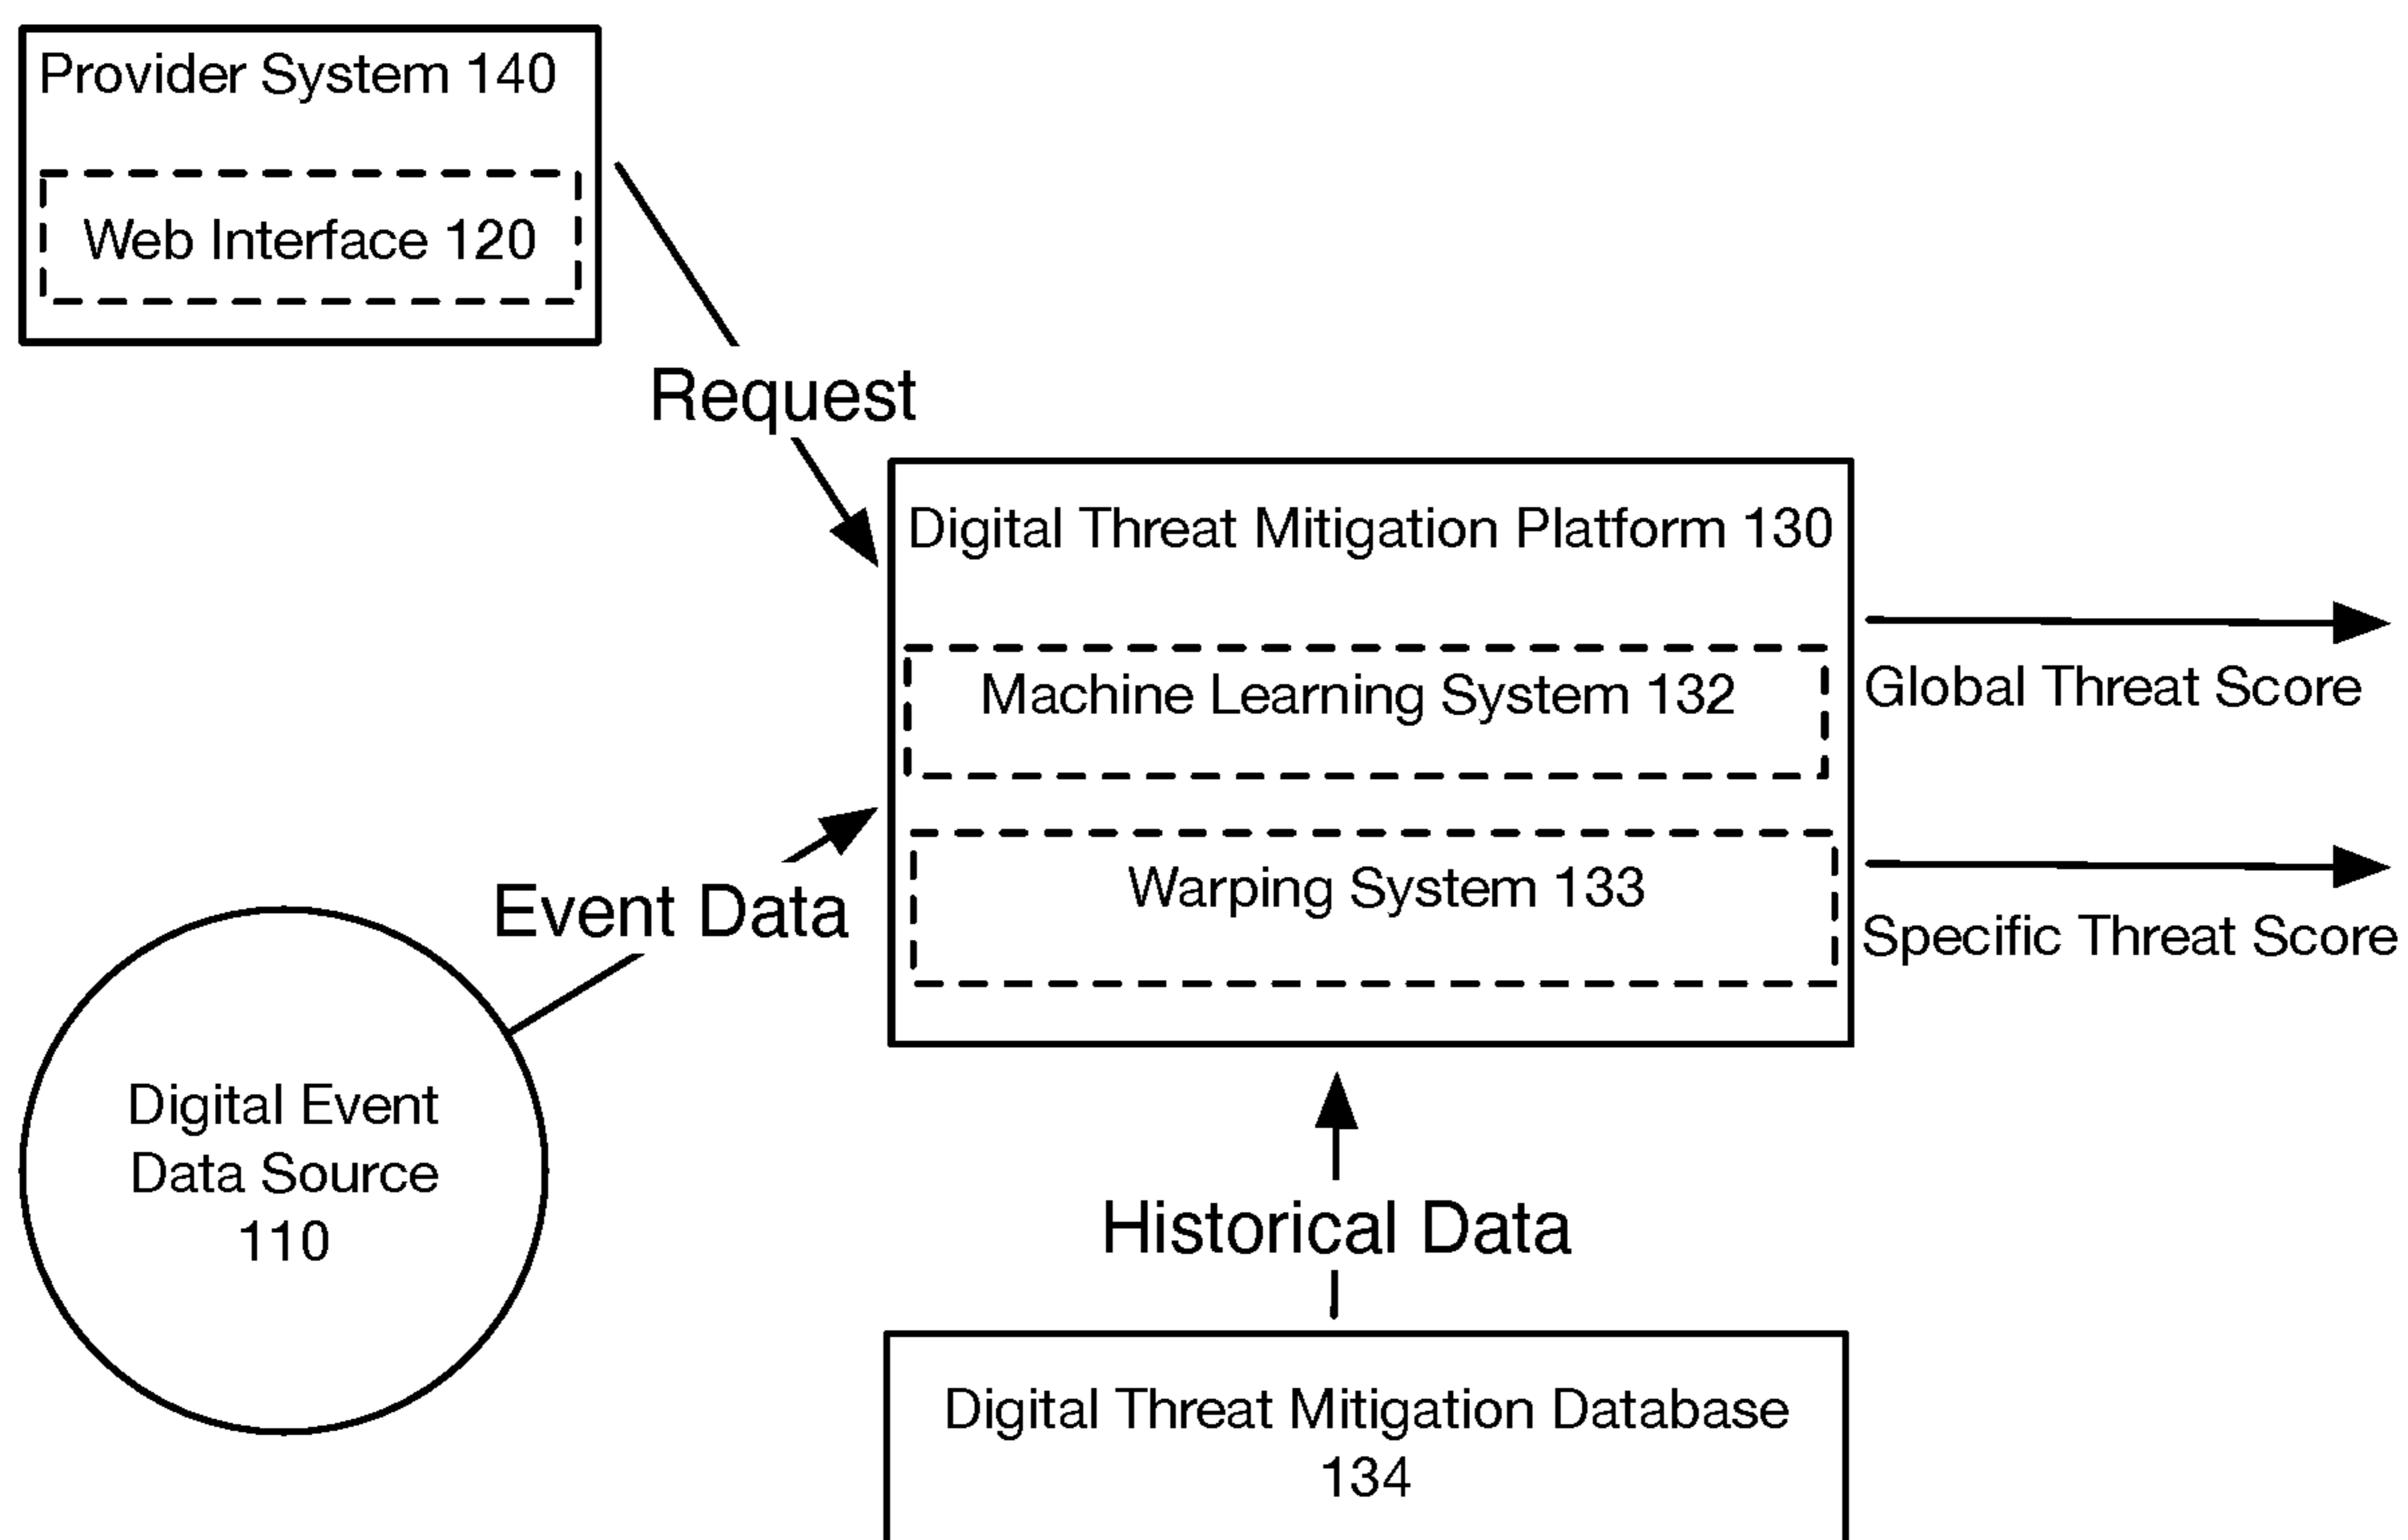 Provider System 140
Web Interface 120
Request
Digital Threat Mitigation Platform 130
Machine Learning System 132
Global Threat Score
Warping System 133
Event Data
Specific Threat Score
Digital Event
Data Source
110
Historical Data
Digital Threat Mitigation Database
134